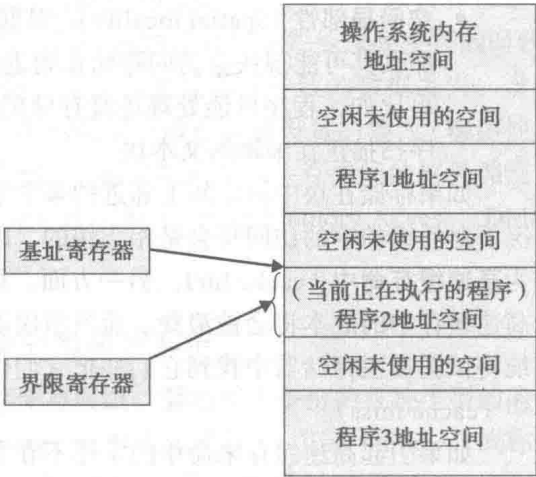 操作系统内存
地址空间
空闲未使用的空间
程序1地址空间
空闲未使用的空间
基址寄存器
(当前正在执行的程序)
程序2地址空间
空闲未使用的空间
界限寄存器
程序3地址空间